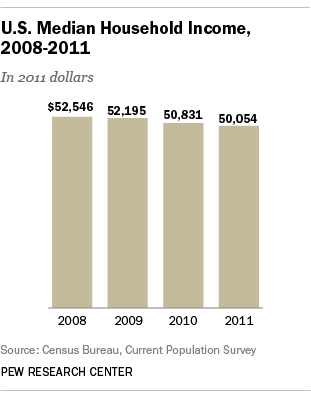 U.S. Median Household Income,
2008-2011
In 2011 dollars
$52,546 52,195 50,831 50,054
2008 2009 2010 2011
Source: Census Bureau, Current Population Survey
PEW RESEARCH CENTER